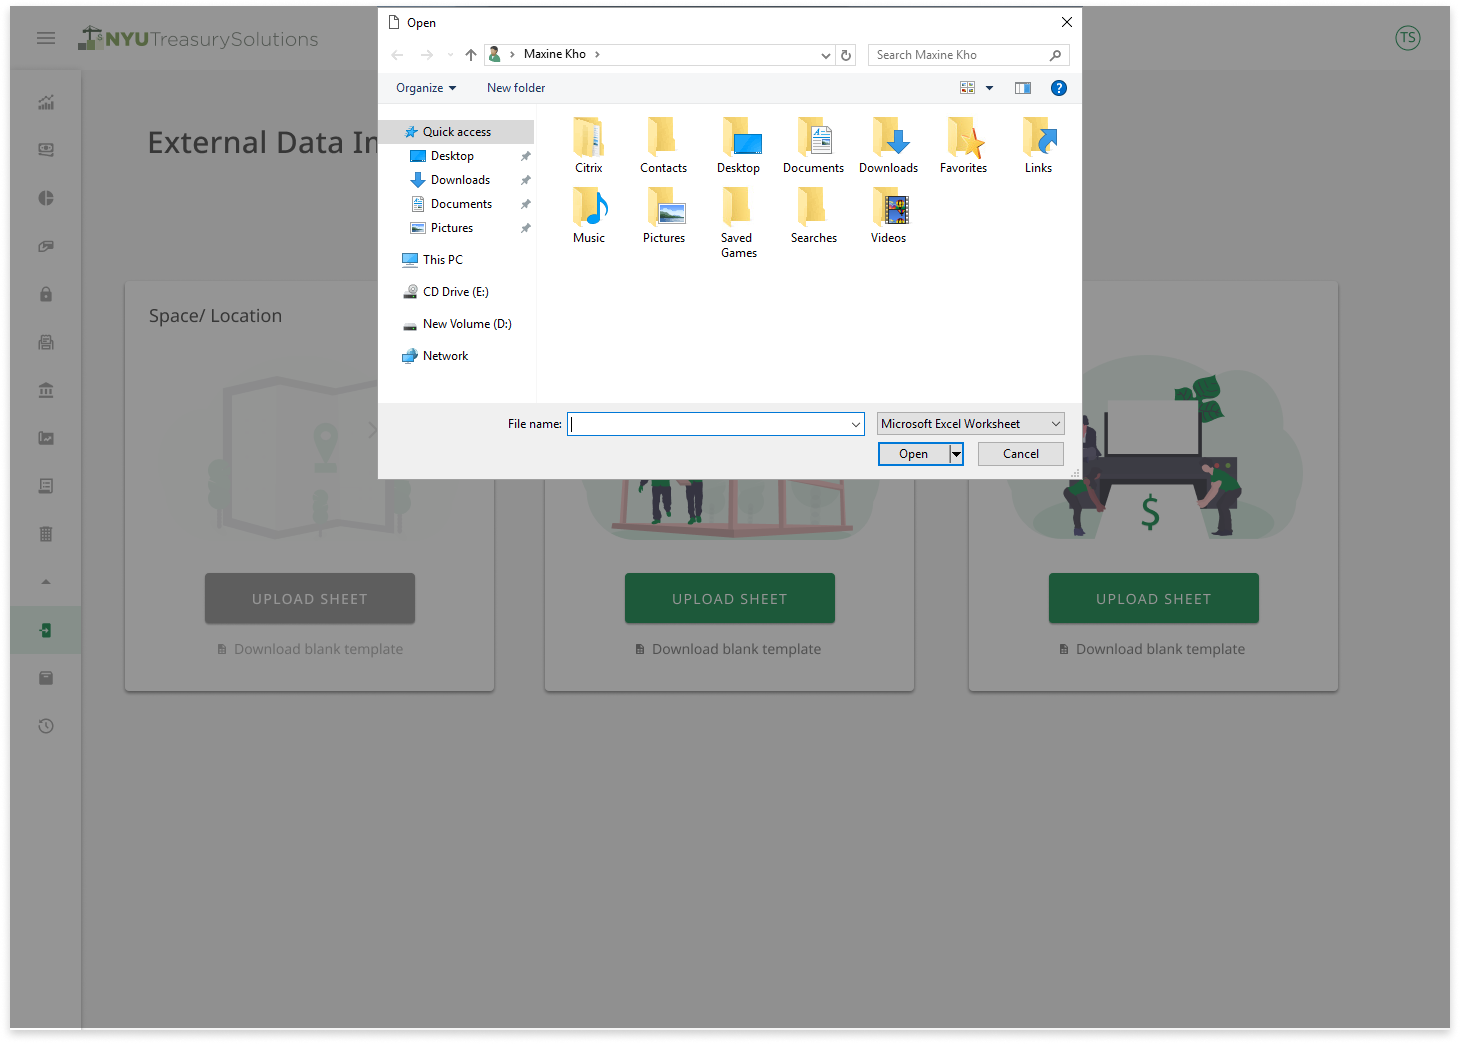 Open
NYUTreasurySolutions
TS
Maxine Kho
Search Maxine Kho
Organize
New folder
?
External Data In
Quick access
Desktop
Downloads
Documents
Pictures
This PC
CD Drive (E:)
New Volume (D:)
Network
Citrix
Contacts
Desktop
Documents
Downloads
Favorites
Links
Music
Pictures
Saved
Games
Searches
Videos
File name:
Microsoft Excel Worksheet
Open
Cancel
Space/ Location
$
UPLOAD SHEET
Download blank template
UPLOAD SHEET
Download blank template
UPLOAD SHEET
Download blank template